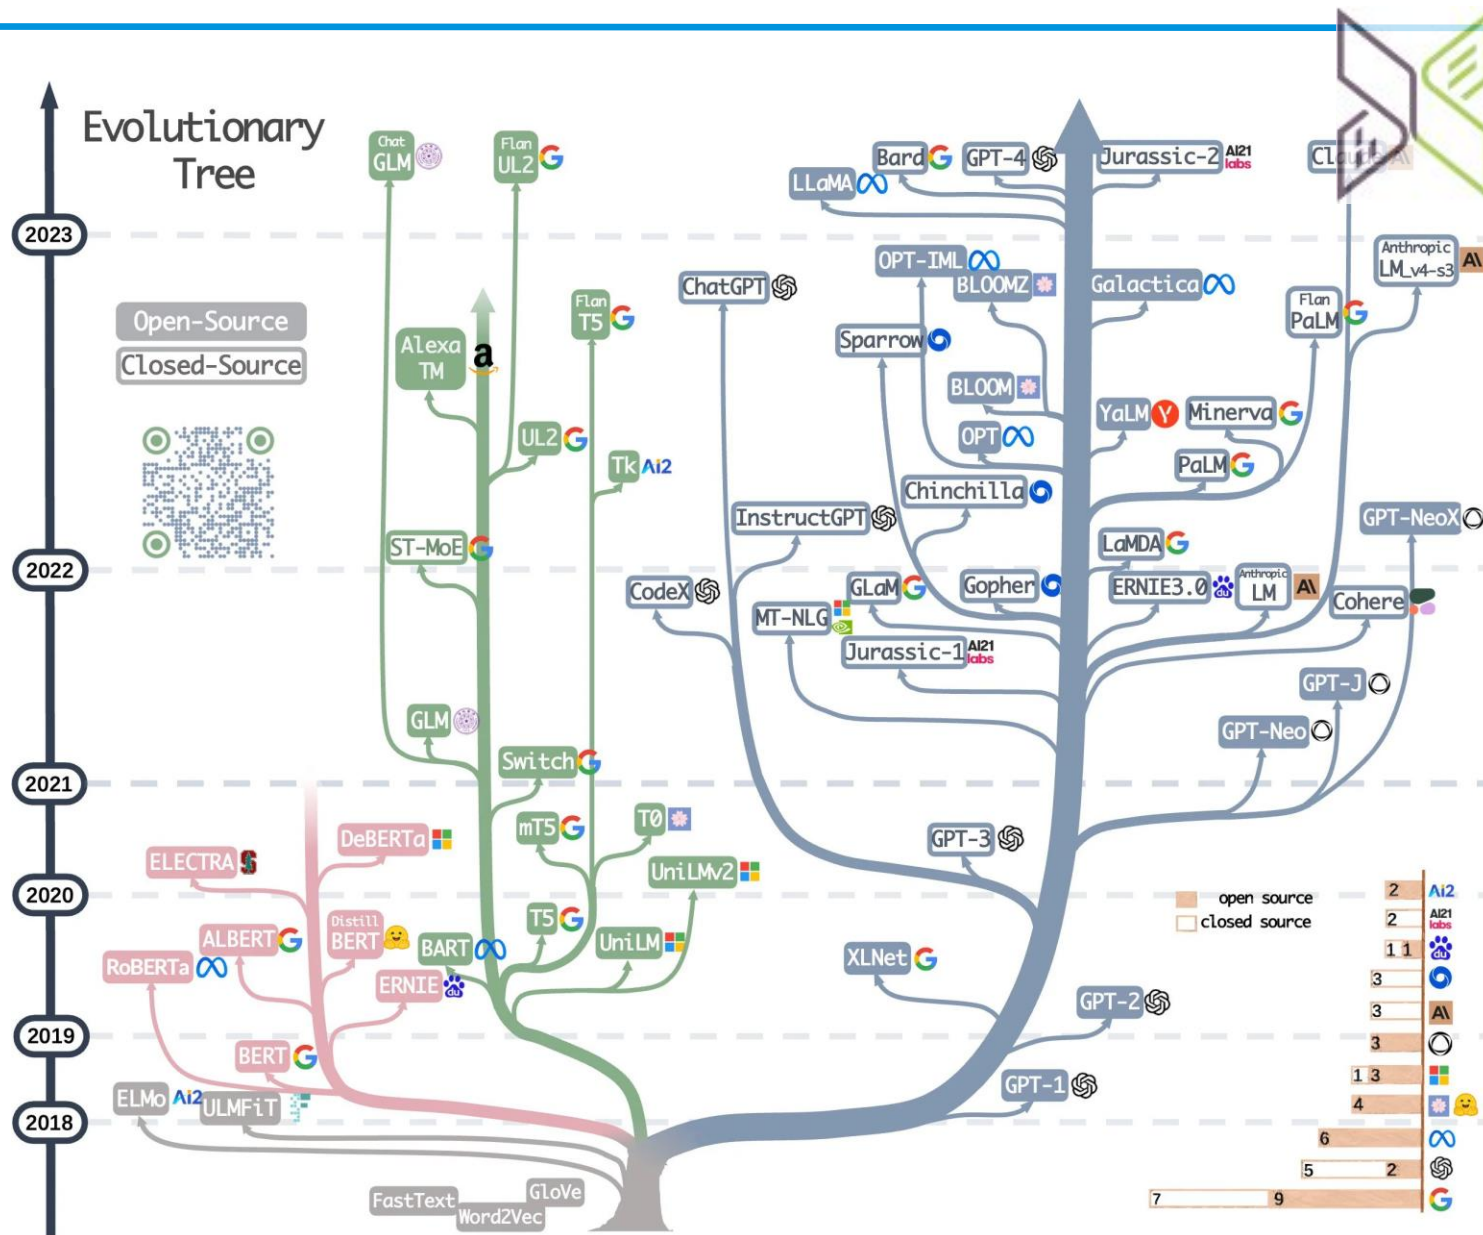 Evolutionary
Tree
2023
2022
2021
2020
2019
2018
Open-Source
Closed-Source
Chat
GLM
Flan
UL2
Alexa
TM
a
Flan
T5
UL2
Tk Ai2
ST-MoE
GLM
Switch
mT5
T0
UniLMv2
T5
BART
UniLM
DeBERTa
ELECTRA
Distill
BERT
ALBERT
RoBERTa
ERNIE
du
BERT
ELMo Ai2
ULMFiT
FastText
Word2Vec
GloVe
Bard
GPT-4
Jurassic-2 AI21
labs
LLaMA
OPT-IML
BLOOMZ
Galactica
Anthropic
LM_v4-s3 A\
ChatGPT
Flan
PaLM
Sparrow
BLOOM
YaLM
Minerva
OPT
PaLM
Chinchilla
InstructGPT
GPT-NeoX
LaMDA
CodeX
GLaM
Gopher
ERNIE3.0 du
Anthropic
LM A\
Cohere
MT-NLG
Jurassic-1 AI21
labs
GPT-J
GPT-Neo
GPT-3
XLNet
GPT-2
GPT-1
open source
closed source
2 Ai2
2 AI21
labs
1 1 du
3
3 A\
3
1 3
4
6
5 2
7 9